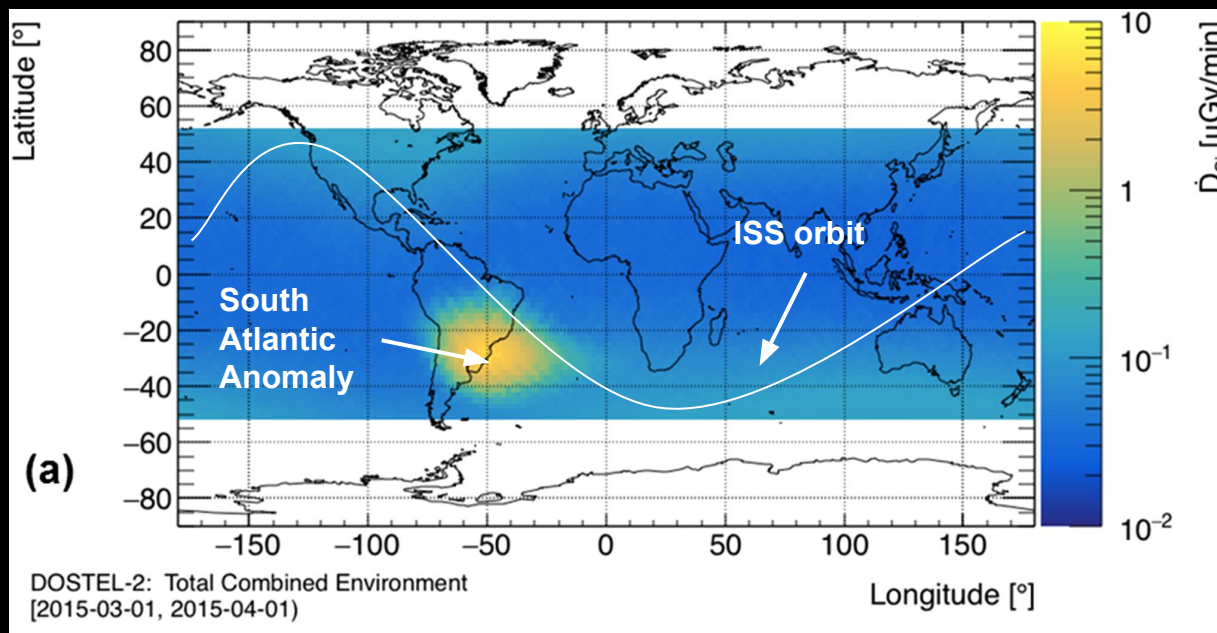 Latitude [°]
80
60
40
20
0
−20
−40
−60
−80
−150
−100
−50
0
50
100
150
Longitude [°]
South
Atlantic
Anomaly
ISS orbit
(a)
10
1
10⁻¹
10⁻²
[µGy/min]
DOSTEL-2: Total Combined Environment
[2015-03-01, 2015-04-01)